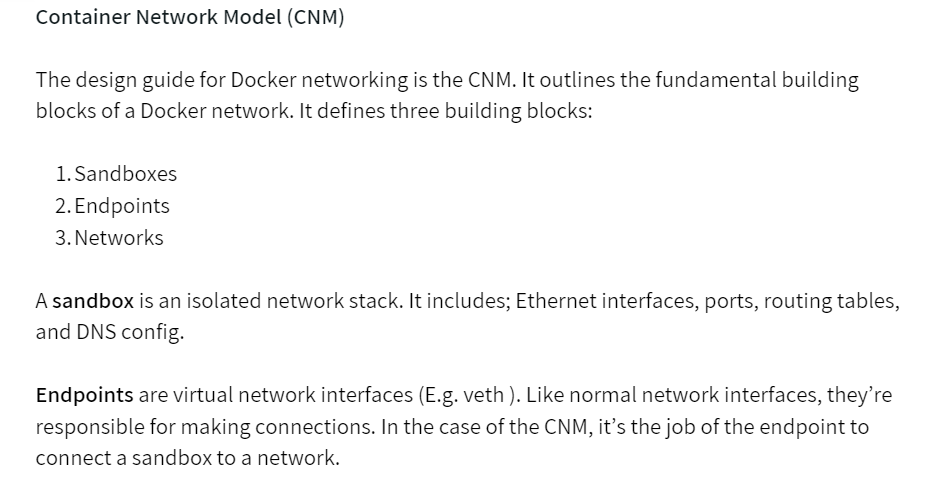 Container Network Model (CNM)
The design guide for Docker networking is the CNM. It outlines the fundamental building
blocks of a Docker network. It defines three building blocks:
1. Sandboxes
2. Endpoints
3. Networks
A sandbox is an isolated network stack. It includes; Ethernet interfaces, ports, routing tables,
and DNS config.
Endpoints are virtual network interfaces (E.g. veth ). Like normal network interfaces, they’re
responsible for making connections. In the case of the CNM, it’s the job of the endpoint to
connect a sandbox to a network.